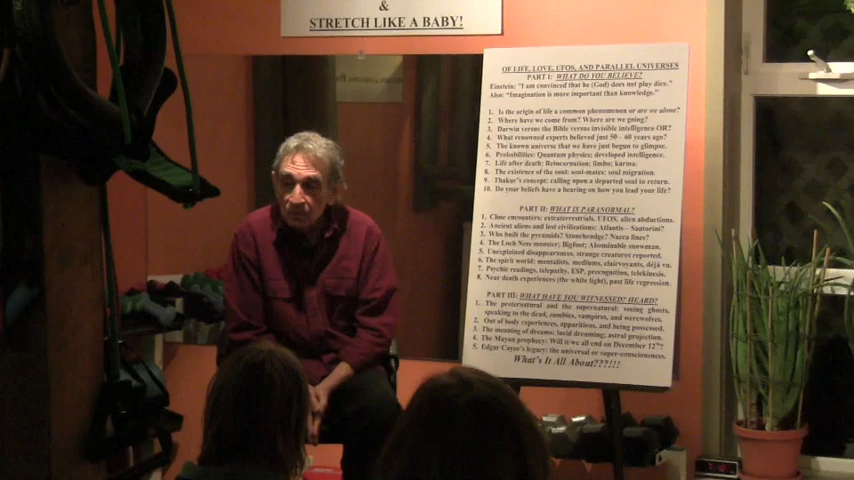 &
STRETCH LIKE A BABY!
OF LIFE, LOVE, UFOS, AND PARALLEL UNIVERSES
PART I: WHAT DO YOU BELIEVE?
Einstein: "I am convinced that he (God) does not play dice."
Also: "Imagination is more important than knowledge."
1. Is the origin of life a common phenomenon or are we alone?
2. Where have we come from? Where are we going?
3. Darwin versus the Bible versus invisible intelligence OR?
4. What renowned experts believed just 50 – 60 years ago?
5. The known universe that we have just begun to glimpse.
6. Probabilities: Quantum physics; developed intelligence.
7. Life after death: Reincarnation; limbo; karma.
8. The existence of the soul: soul-mates; soul migration.
9. Thakar's concept: calling upon a departed soul to return.
10. Do your beliefs have a bearing on how you lead your life?
PART II: WHAT IS PARANORMAL?
1. Close encounters: extraterrestrials, UFOS, alien abductions.
2. Ancient aliens and lost civilizations: Atlantis – Santorini?
3. Who built the pyramids? Stonehenge? Nazca lines?
4. The Loch Ness monster; Bigfoot; Abominable snowman.
5. Unexplained disappearances, strange creatures reported.
6. The spirit world: mentalists, mediums, clairvoyants, déjà vu.
7. Psychic readings, telepathy, ESP, precognition, telekinesis.
8. Near death experiences (the white light), past life regression.
PART III: WHAT HAVE YOU WITNESSED? HEARD?
1. The preternatural and the supernatural: seeing ghosts,
speaking to the dead, zombies, vampires, and werewolves.
2. Out of body experiences, apparitions, and being possessed.
3. The meaning of dreams; lucid dreaming; astral projection.
4. The Mayan prophecy: Will it/we all end on December 12th?
5. Edgar Cayce's legacy: the universal or super-consciousness.
What's It All About???!!!